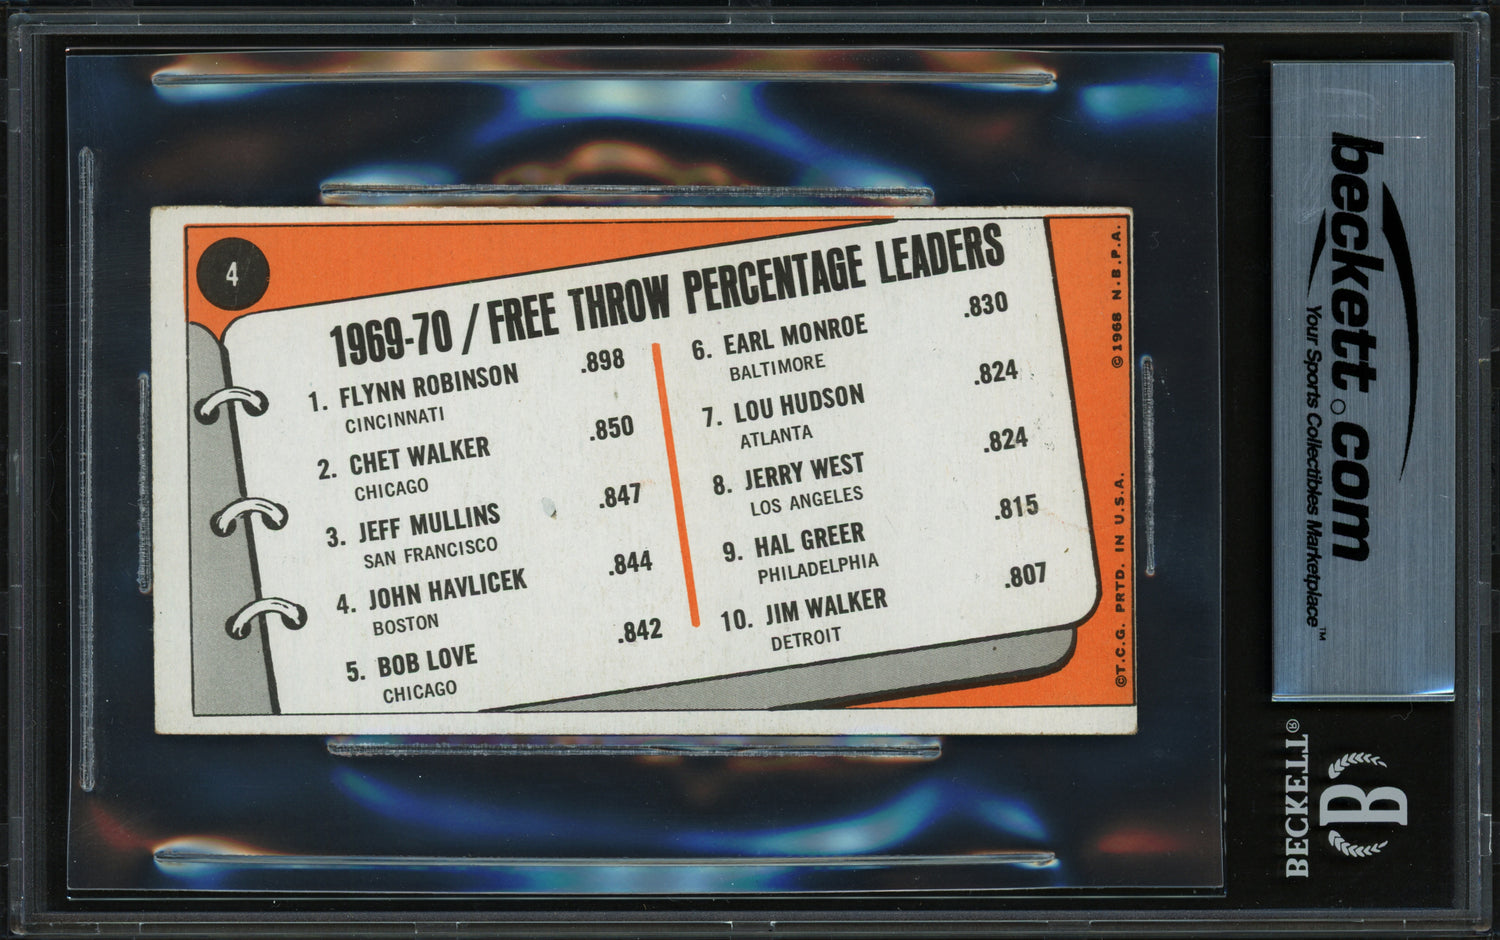 4
1969-70 / FREE THROW PERCENTAGE LEADERS
1. FLYNN ROBINSON .898
CINCINNATI
2. CHET WALKER .850
CHICAGO
3. JEFF MULLINS .847
SAN FRANCISCO
4. JOHN HAVLICEK .844
BOSTON
5. BOB LOVE .842
CHICAGO
6. EARL MONROE .830
BALTIMORE
7. LOU HUDSON .824
ATLANTA
8. JERRY WEST .824
LOS ANGELES
9. HAL GREER .815
PHILADELPHIA
10. JIM WALKER .807
DETROIT
©T.C.G. PRTD. IN U.S.A.
©1968 N.B.P.A.
beckett.com
Your Sports Collectibles Marketplace™
BECKETT®
B